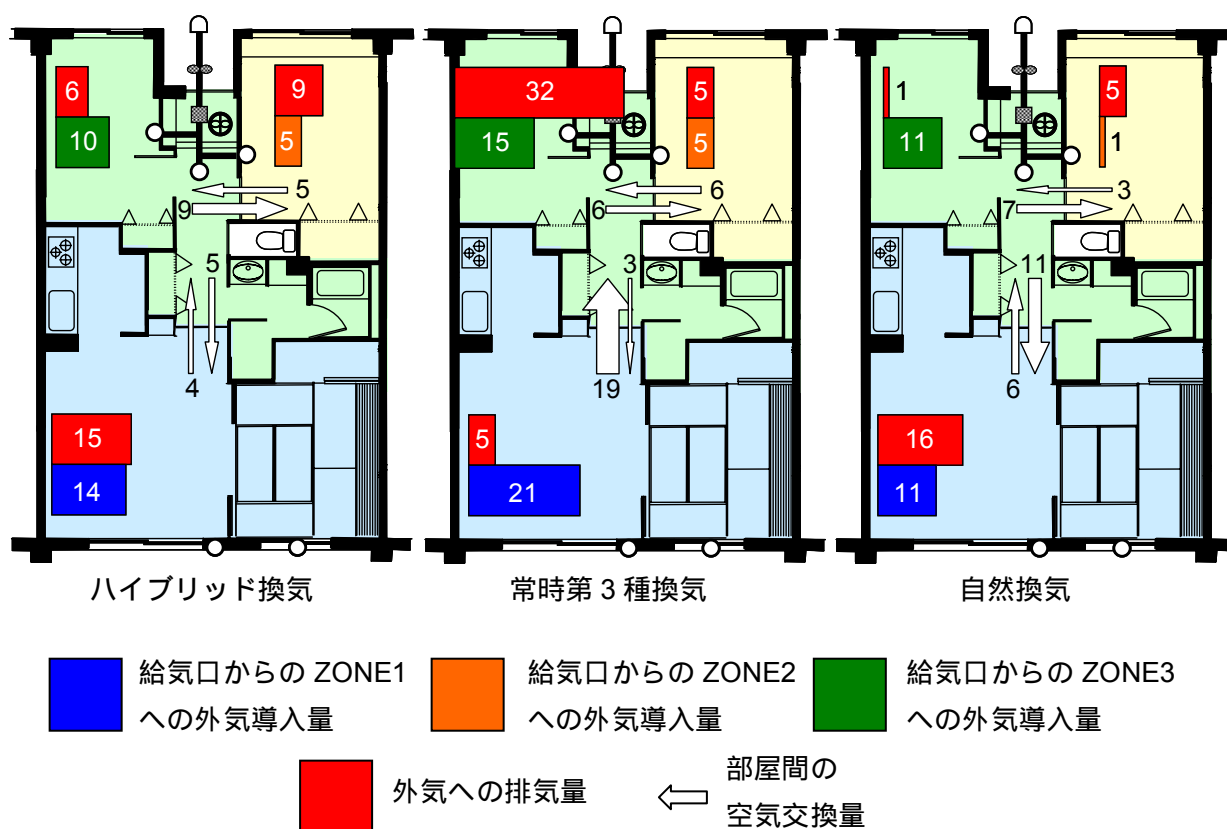 6
10
9
5
5
9
5
4
15
14
ハイブリッド換気
32
15
5
5
6
6
3
19
5
21
常時第3種換気
1
11
5
1
3
7
11
6
16
11
自然換気
給気口からの ZONE1
への外気導入量
給気口からの ZONE2
への外気導入量
給気口からの ZONE3
への外気導入量
外気への排気量
部屋間の
空気交換量